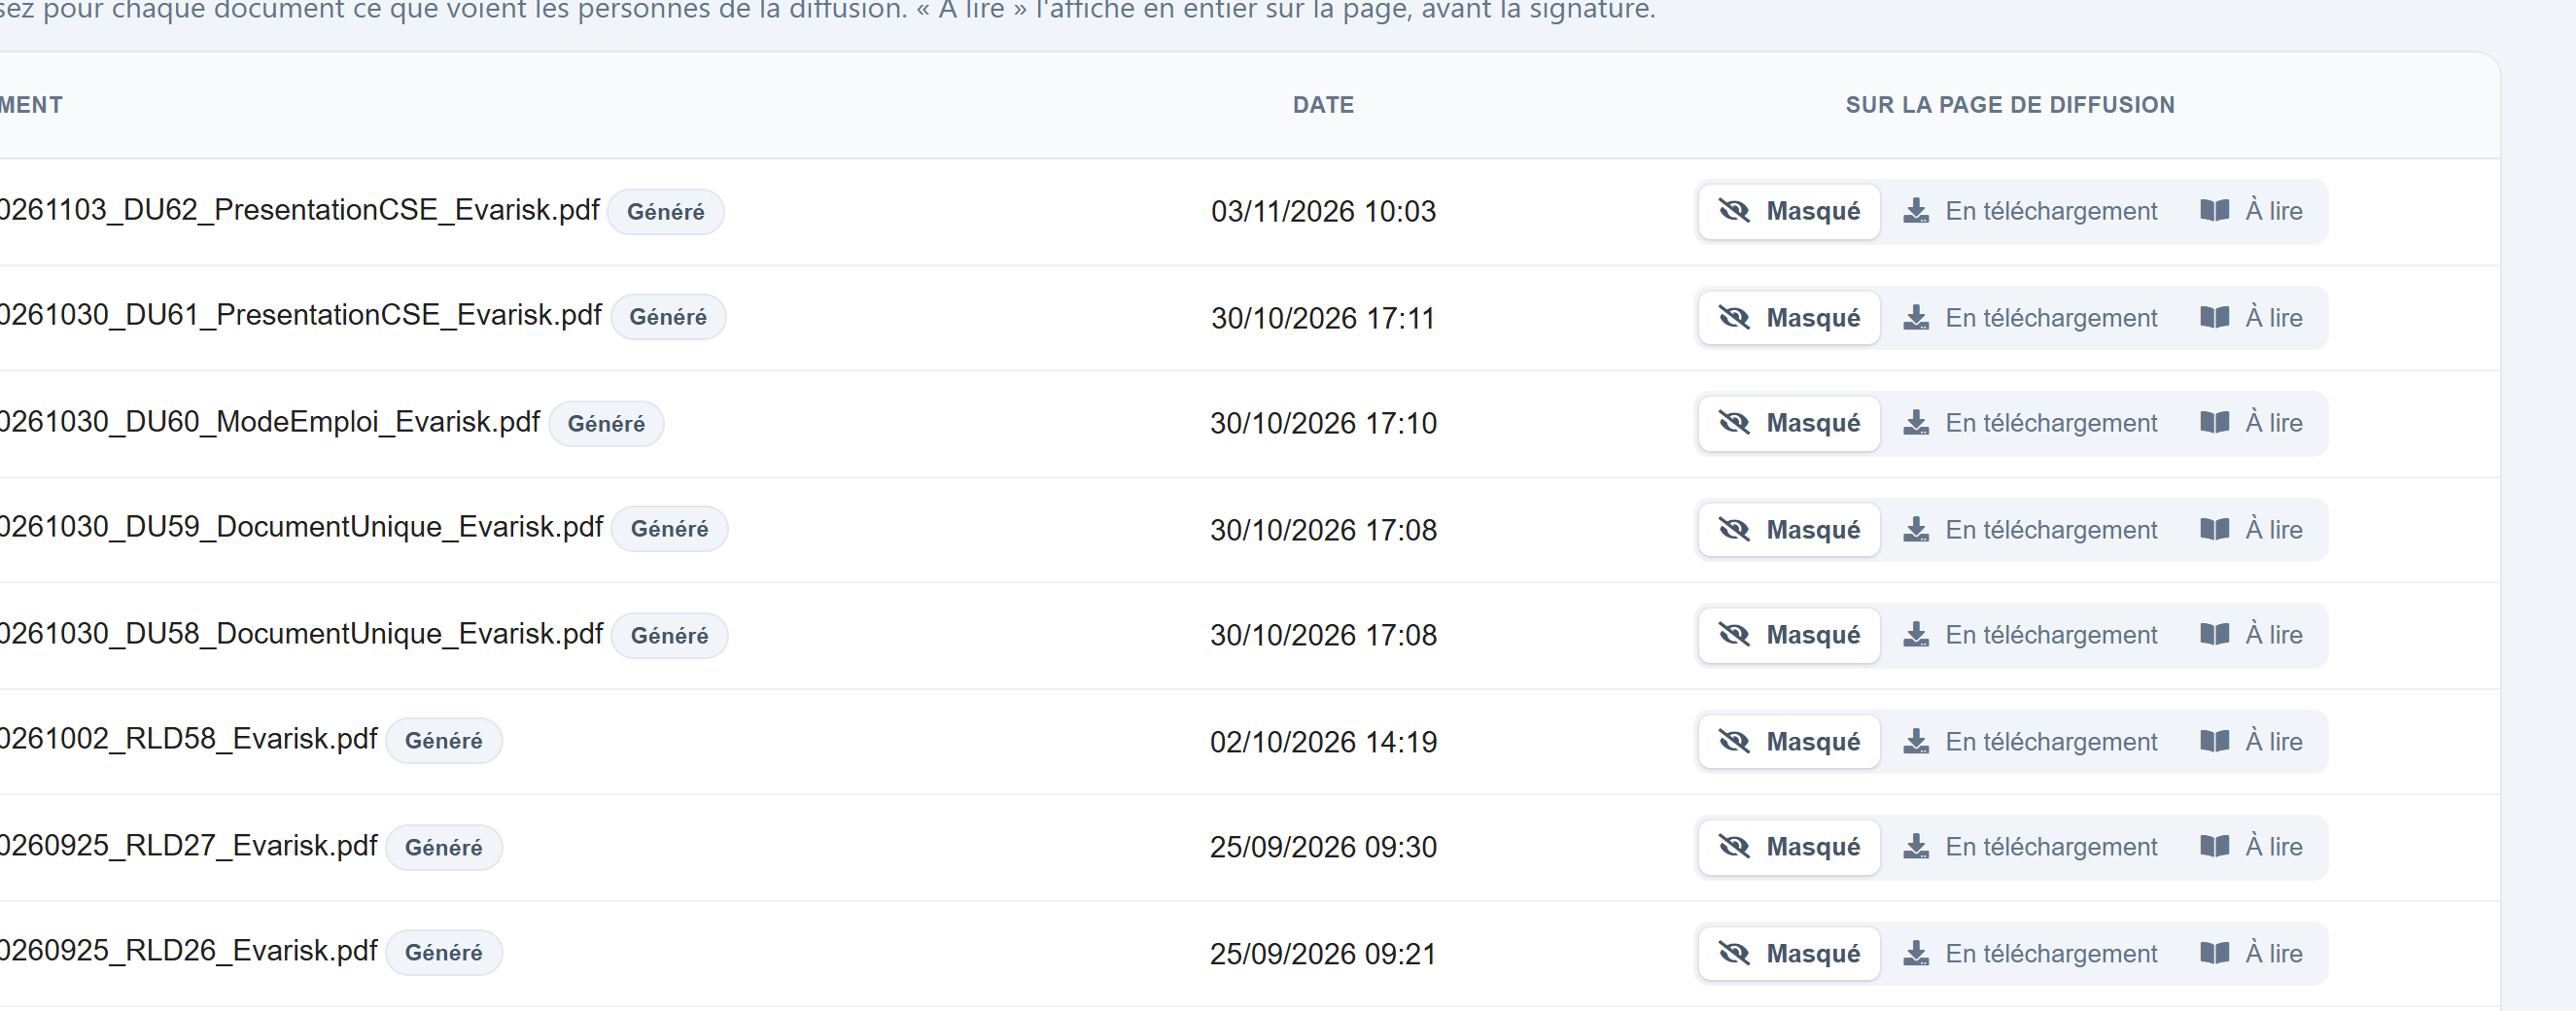 sez pour chaque document ce que voient les personnes de la diffusion. « À lire » l'affiche en entier sur la page, avant la signature.
MENT DATE SUR LA PAGE DE DIFFUSION
0261103_DU62_PresentationCSE_Evarisk.pdf Généré 03/11/2026 10:03 Masqué En téléchargement À lire
0261030_DU61_PresentationCSE_Evarisk.pdf Généré 30/10/2026 17:11 Masqué En téléchargement À lire
0261030_DU60_ModeEmploi_Evarisk.pdf Généré 30/10/2026 17:10 Masqué En téléchargement À lire
0261030_DU59_DocumentUnique_Evarisk.pdf Généré 30/10/2026 17:08 Masqué En téléchargement À lire
0261030_DU58_DocumentUnique_Evarisk.pdf Généré 30/10/2026 17:08 Masqué En téléchargement À lire
0261002_RLD58_Evarisk.pdf Généré 02/10/2026 14:19 Masqué En téléchargement À lire
0260925_RLD27_Evarisk.pdf Généré 25/09/2026 09:30 Masqué En téléchargement À lire
0260925_RLD26_Evarisk.pdf Généré 25/09/2026 09:21 Masqué En téléchargement À lire